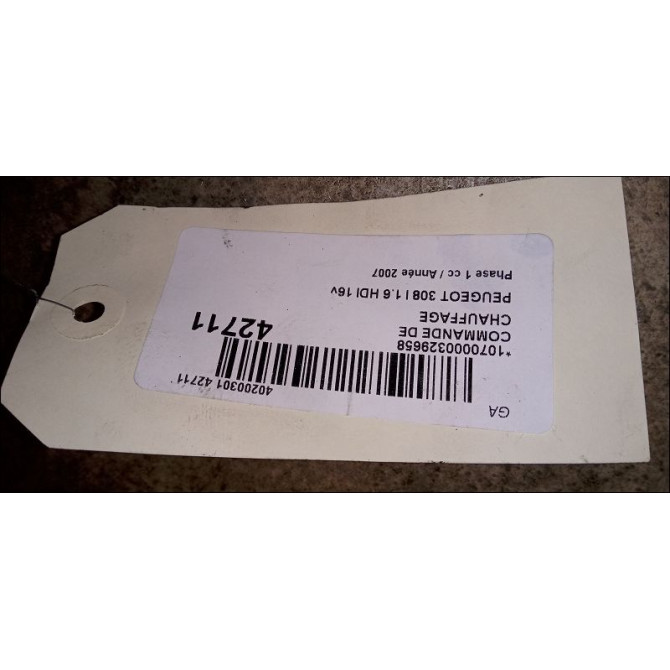 GA
*1070000329658 40200301 42711*
COMMANDE DE
CHAUFFAGE 42711
PEUGEOT 308 I 1.6 HDI 16v
Phase 1 cc / Année 2007